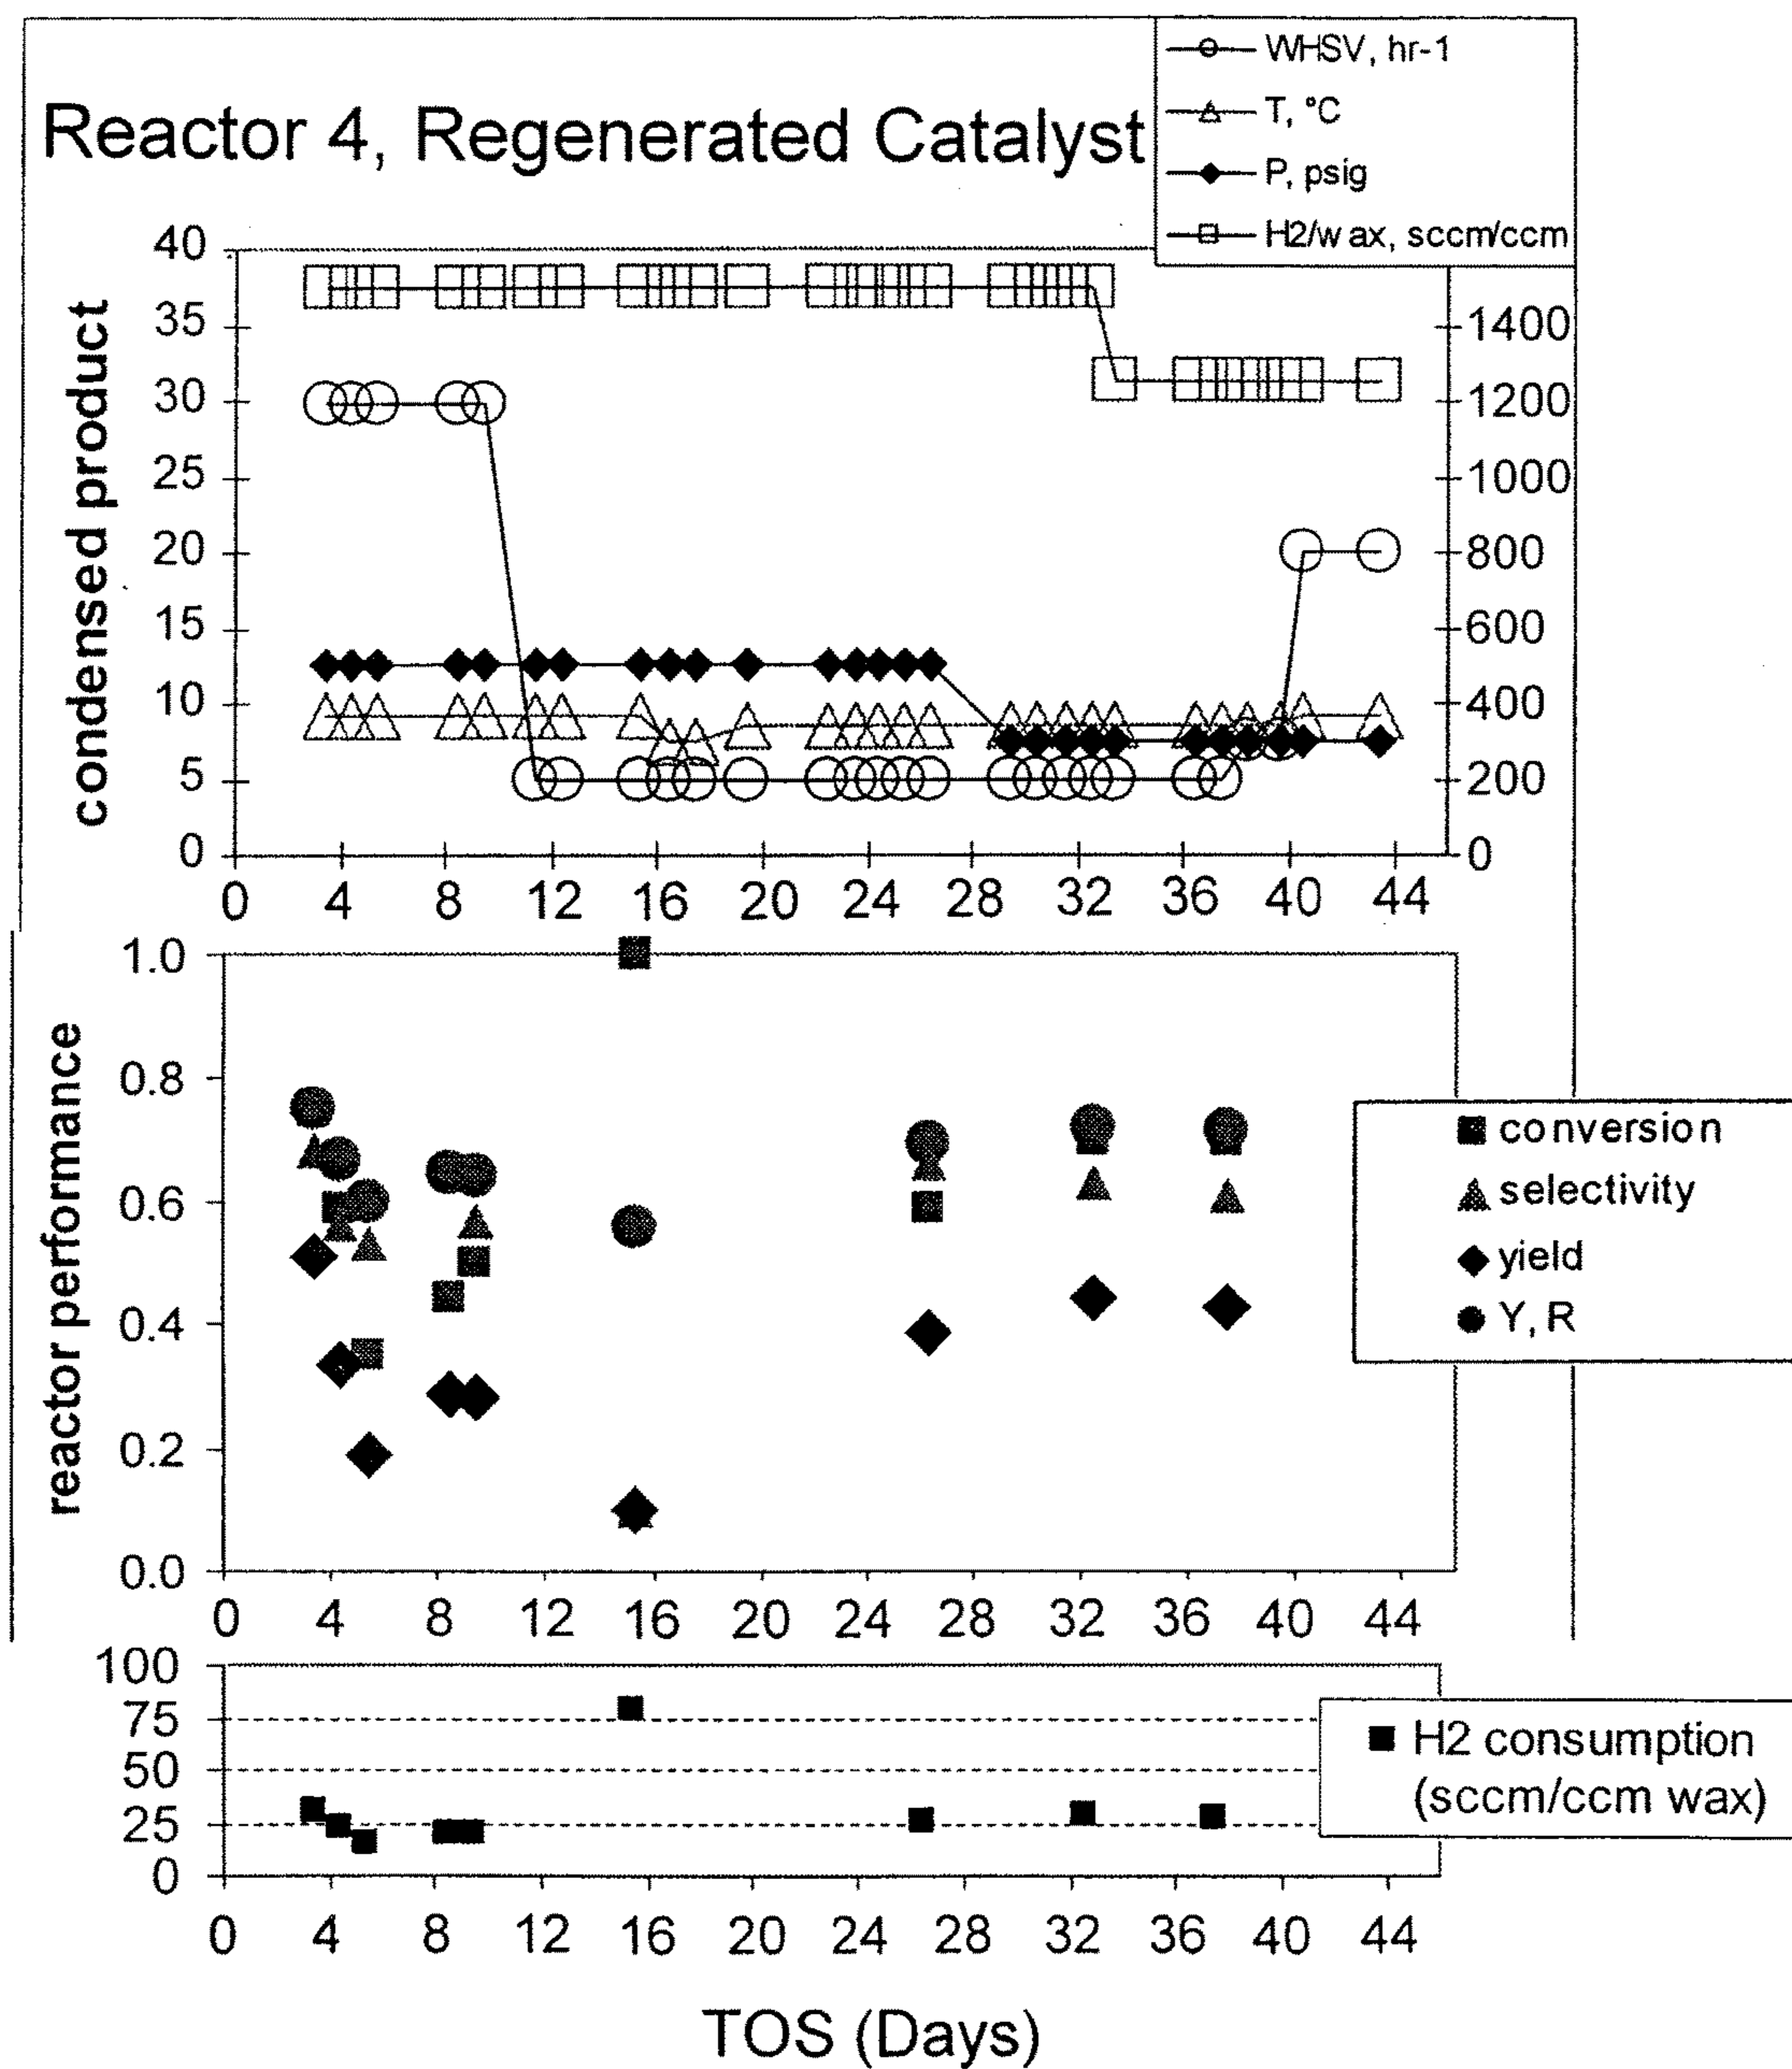 Reactor 4, Regenerated Catalyst
WHSV, hr-1
T, °C
P, psig
H2/wax, sccm/ccm
condensed product
40
35
30
25
20
15
10
5
0
1400
1200
1000
800
600
400
200
0
0 4 8 12 16 20 24 28 32 36 40 44
reactor performance
1.0
0.8
0.6
0.4
0.2
0.0
conversion
selectivity
yield
Y, R
0 4 8 12 16 20 24 28 32 36 40 44
100
75
50
25
0
H2 consumption
(sccm/ccm wax)
0 4 8 12 16 20 24 28 32 36 40 44
TOS (Days)